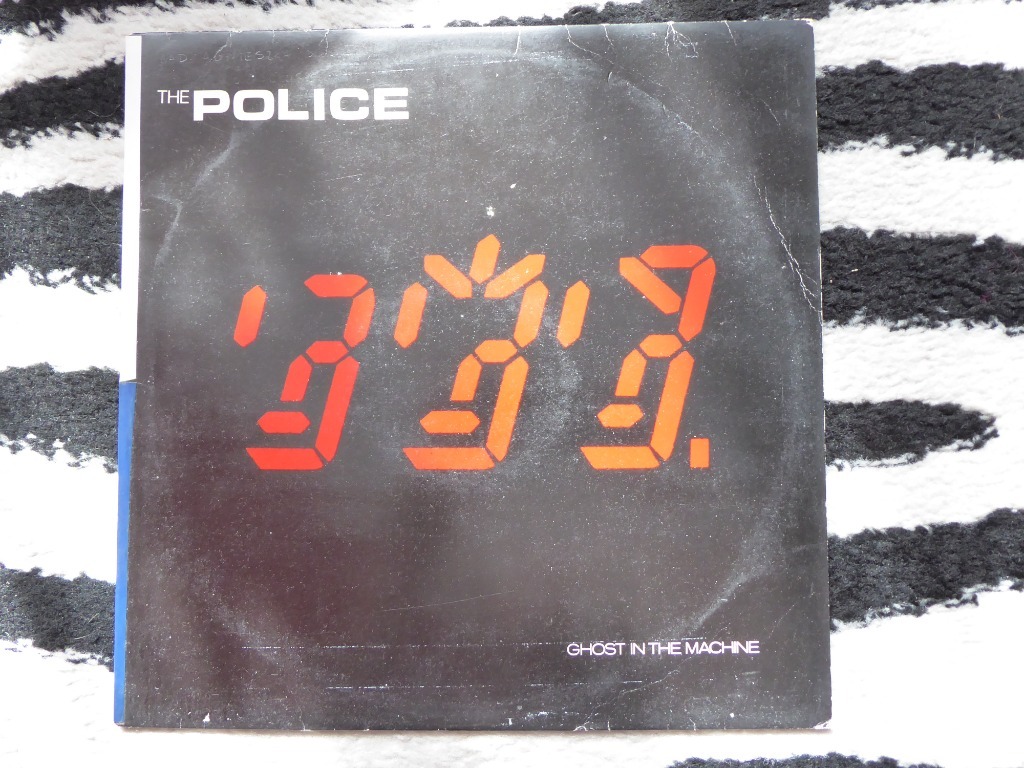 THE POLICE
GHOST IN THE MACHINE